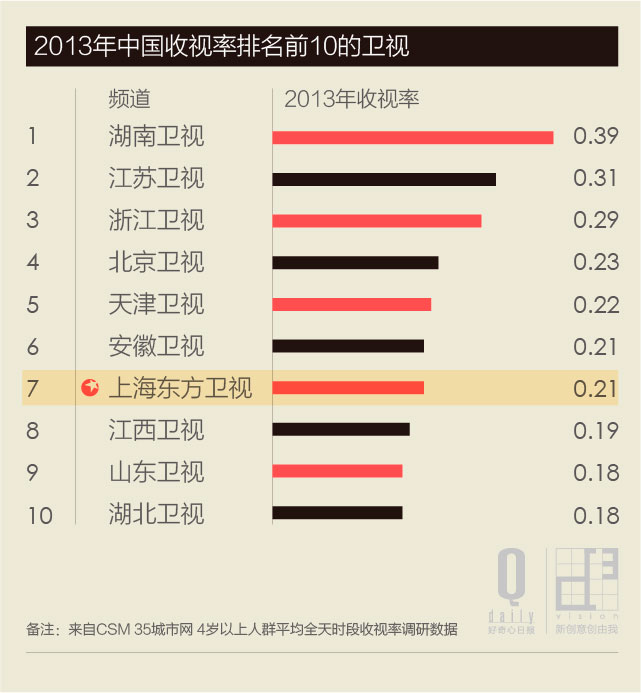 2013年中国收视率排名前10的卫视
频道 2013年收视率
1 湖南卫视 0.39
2 江苏卫视 0.31
3 浙江卫视 0.29
4 北京卫视 0.23
5 天津卫视 0.22
6 安徽卫视 0.21
7 上海东方卫视 0.21
8 江西卫视 0.19
9 山东卫视 0.18
10 湖北卫视 0.18
Q
daily
好奇心日报
vision
新创意创由我
备注：来自CSM 35城市网 4岁以上人群平均全天时段收视率调研数据